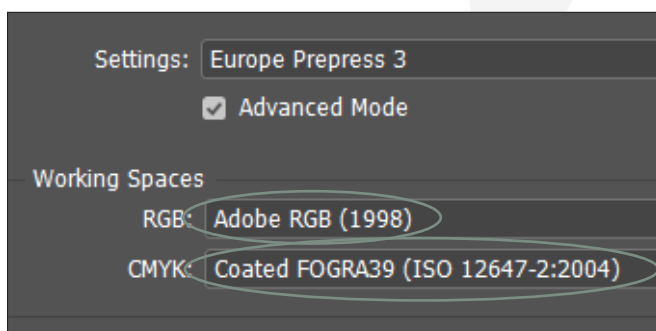 Settings: Europe Prepress 3
Advanced Mode
Working Spaces
RGB: Adobe RGB (1998)
CMYK: Coated FOGRA39 (ISO 12647-2:2004)